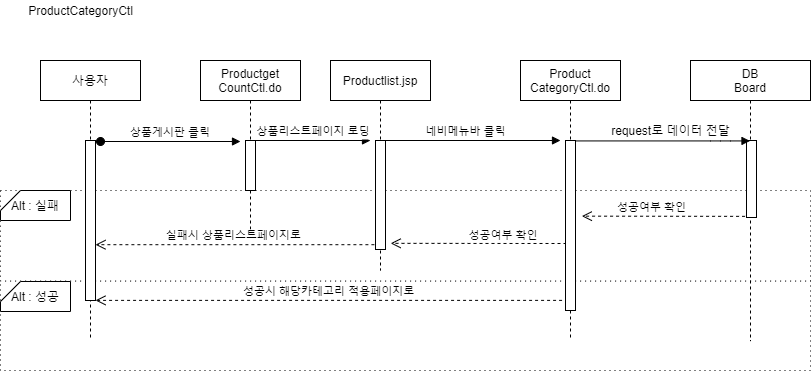 ProductCategoryCtl
사용자
Productget
CountCtl.do
Productlist.jsp
Product
CategoryCtl.do
DB
Board
상품게시판 클릭
상품리스트페이지 로딩
네비메뉴바 클릭
request로 데이터 전달
Alt : 실패
성공여부 확인
실패시 상품리스트페이지로
성공여부 확인
Alt : 성공
성공시 해당카테고리 적용페이지로